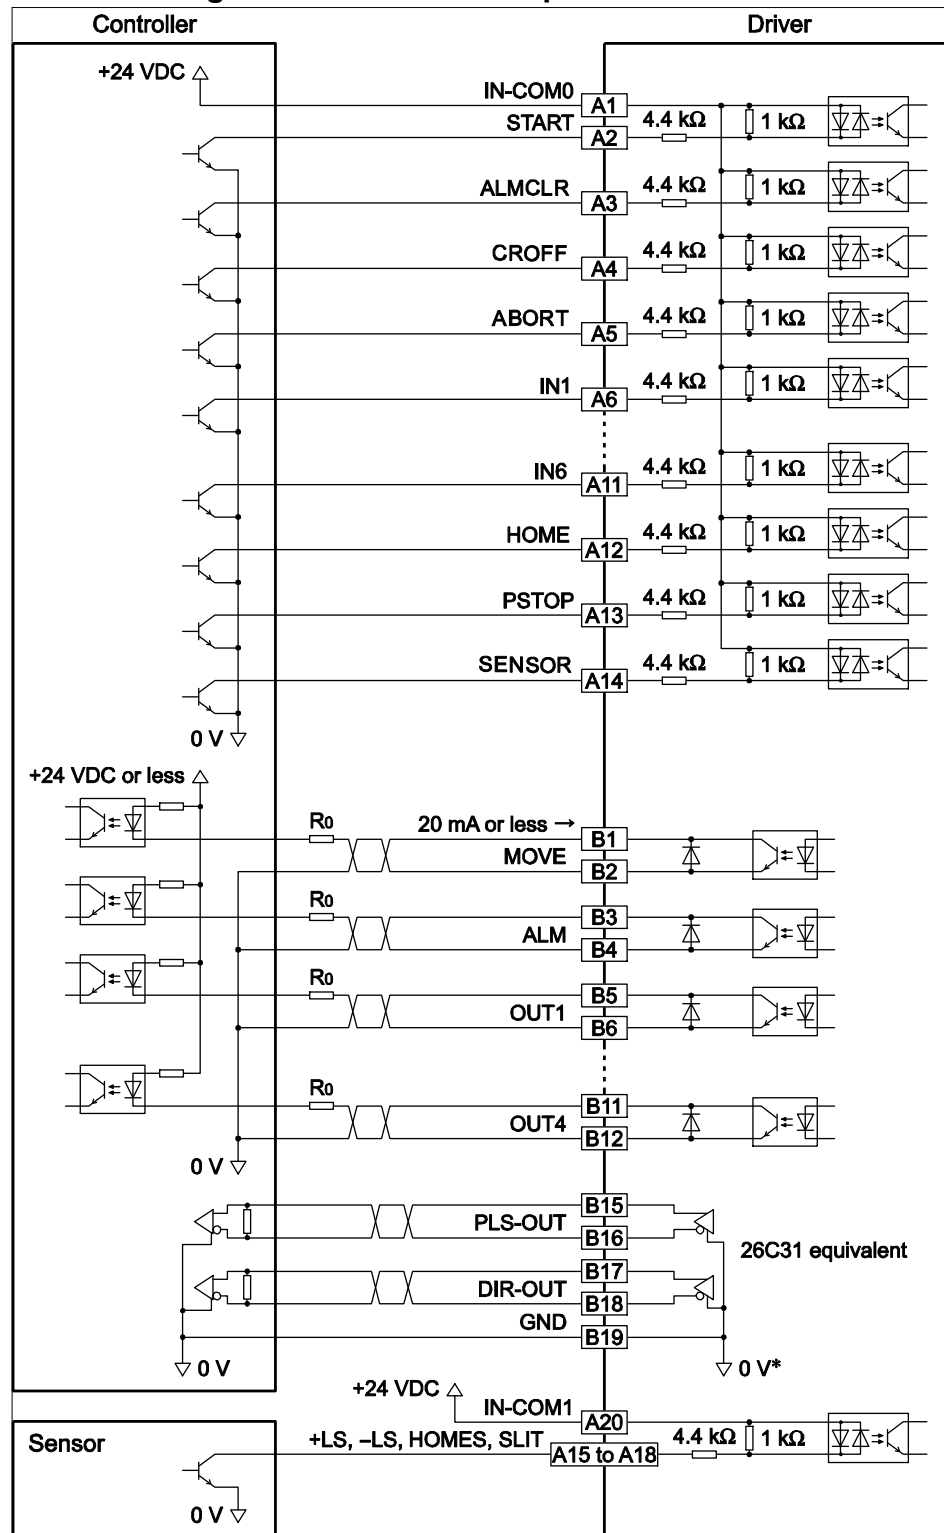 Controller
Driver
+24 VDC
IN-COM0
A1
START
A2
4.4 kΩ
1 kΩ
ALMCLR
A3
4.4 kΩ
1 kΩ
CROFF
A4
4.4 kΩ
1 kΩ
ABORT
A5
4.4 kΩ
1 kΩ
IN1
A6
4.4 kΩ
1 kΩ
IN6
A11
4.4 kΩ
1 kΩ
HOME
A12
4.4 kΩ
1 kΩ
PSTOP
A13
4.4 kΩ
1 kΩ
SENSOR
A14
4.4 kΩ
1 kΩ
0 V
+24 VDC or less
R0
20 mA or less →
B1
MOVE
B2
R0
B3
ALM
B4
R0
B5
OUT1
B6
R0
B11
OUT4
B12
0 V
B15
PLS-OUT
B16
26C31 equivalent
B17
DIR-OUT
B18
GND
B19
0 V
0 V*
+24 VDC
IN-COM1
A20
Sensor
+LS, –LS, HOMES, SLIT
A15 to A18
4.4 kΩ
1 kΩ
0 V